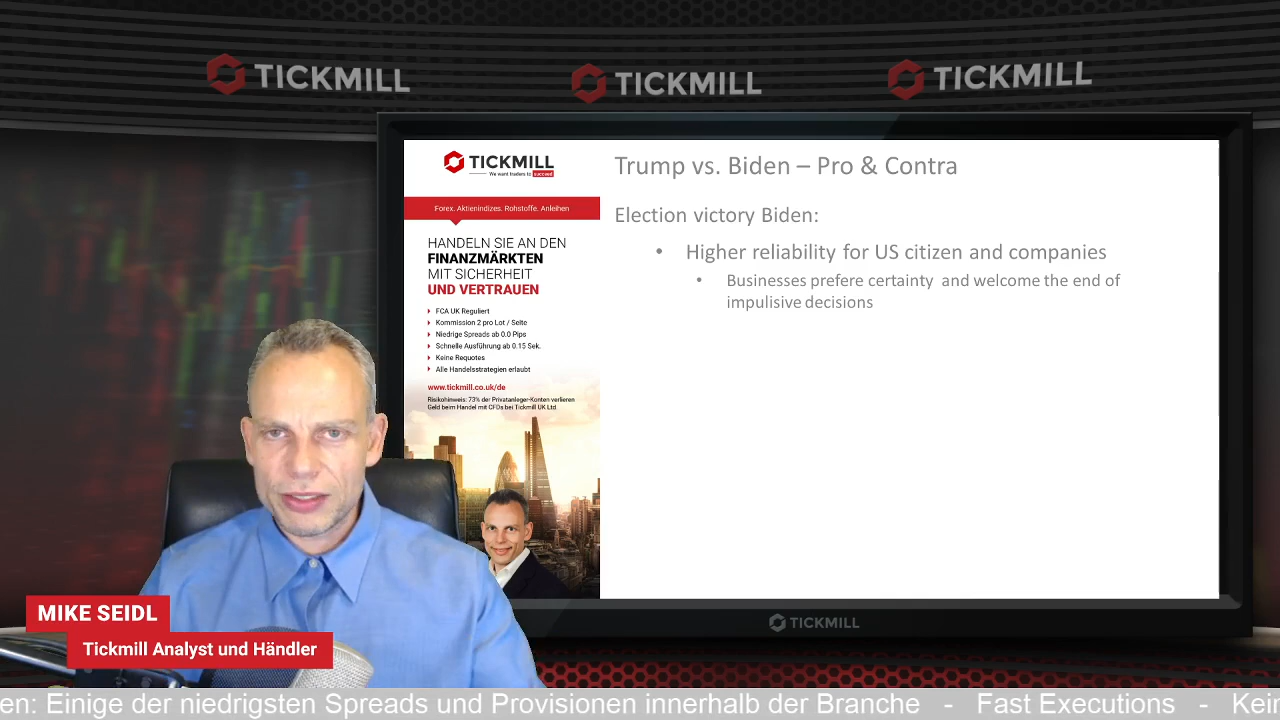 TICKMILL
TICKMILL
TICKMILL
TICKMILL
We want traders to succeed
Forex. Aktienindizes. Rohstoffe. Anleihen
HANDELN SIE AN DEN
FINANZMÄRKTEN
MIT SICHERHEIT
UND VERTRAUEN
FCA UK Reguliert
Kommission 2 pro Lot / Seite
Niedrige Spreads ab 0.0 Pips
Schnelle Ausführung ab 0.15 Sek.
Keine Requotes
Alle Handelsstrategien erlaubt
www.tickmill.co.uk/de
Risikohinweis: 73% der Privatanleger-Konten verlieren
Geld beim Handel mit CFDs bei Tickmill UK Ltd.
Trump vs. Biden – Pro & Contra
Election victory Biden:
• Higher reliability for US citizen and companies
• Businesses prefere certainty and welcome the end of
impulisive decisions
TICKMILL
MIKE SEIDL
Tickmill Analyst und Händler
en: Einige der niedrigsten Spreads und Provisionen innerhalb der Branche - Fast Executions - Kei